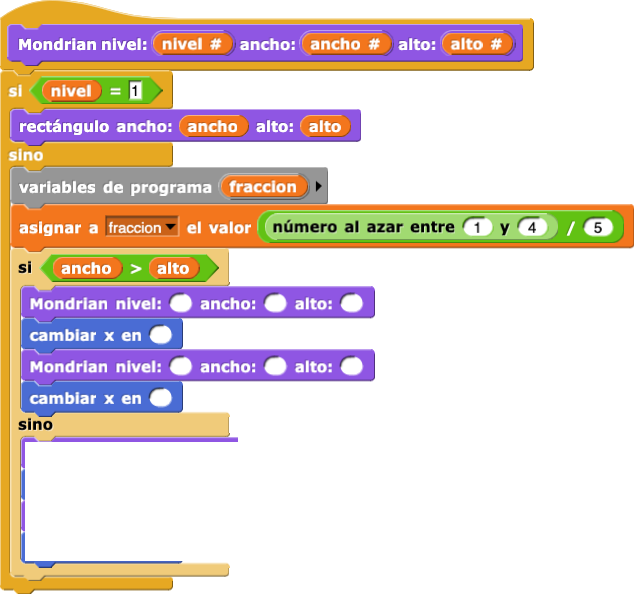 Mondrian nivel: nivel # ancho: ancho # alto: alto #
si nivel = 1
rectángulo ancho: ancho alto: alto
sino
variables de programa fraccion
asignar a fraccion el valor número al azar entre 1 y 4 / 5
si ancho > alto
Mondrian nivel: ancho: alto:
cambiar x en
Mondrian nivel: ancho: alto:
cambiar x en
sino